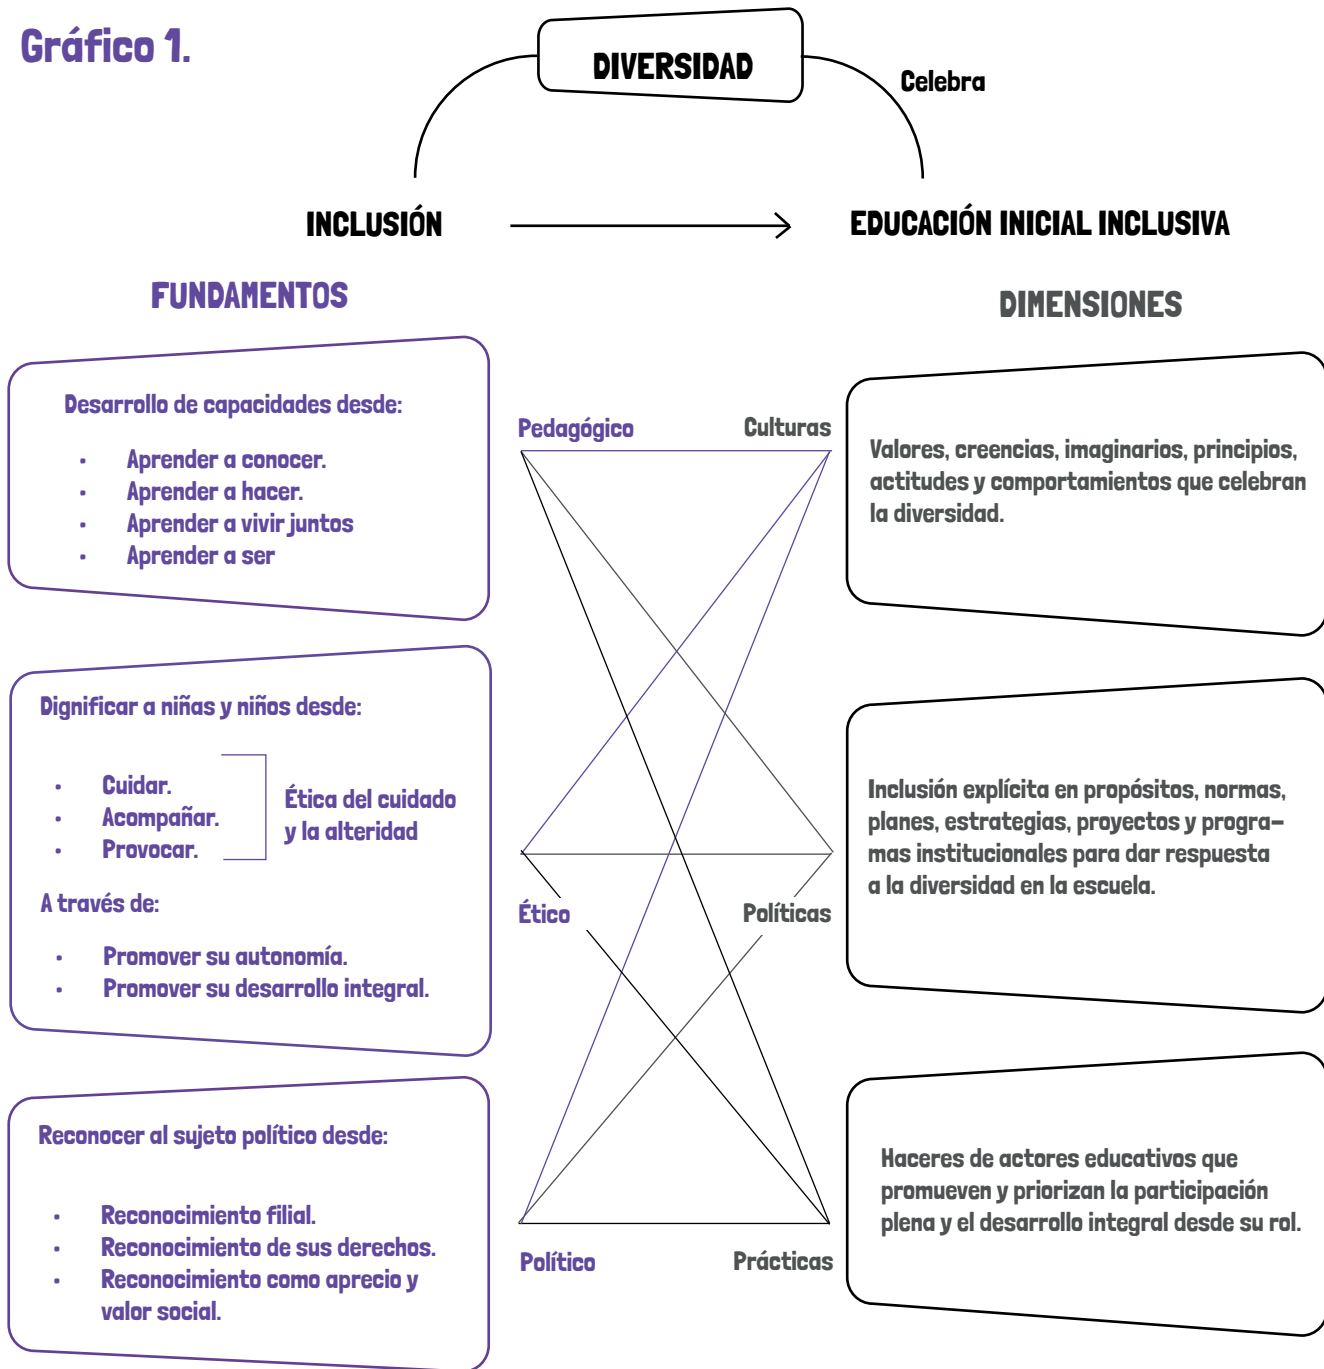 Gráfico 1.
DIVERSIDAD
Celebra
INCLUSIÓN
EDUCACIÓN INICIAL INCLUSIVA
FUNDAMENTOS
DIMENSIONES
Desarrollo de capacidades desde:
• Aprender a conocer.
• Aprender a hacer.
• Aprender a vivir juntos
• Aprender a ser
Pedagógico
Culturas
Valores, creencias, imaginarios, principios,
actitudes y comportamientos que celebran
la diversidad.
Dignificar a niñas y niños desde:
• Cuidar.
• Acompañar.
• Provocar.
Ética del cuidado
y la alteridad
A través de:
• Promover su autonomía.
• Promover su desarrollo integral.
Ético
Políticas
Inclusión explícita en propósitos, normas,
planes, estrategias, proyectos y progra-
mas institucionales para dar respuesta
a la diversidad en la escuela.
Reconocer al sujeto político desde:
• Reconocimiento filial.
• Reconocimiento de sus derechos.
• Reconocimiento como aprecio y
valor social.
Político
Prácticas
Haceres de actores educativos que
promueven y priorizan la participación
plena y el desarrollo integral desde su rol.